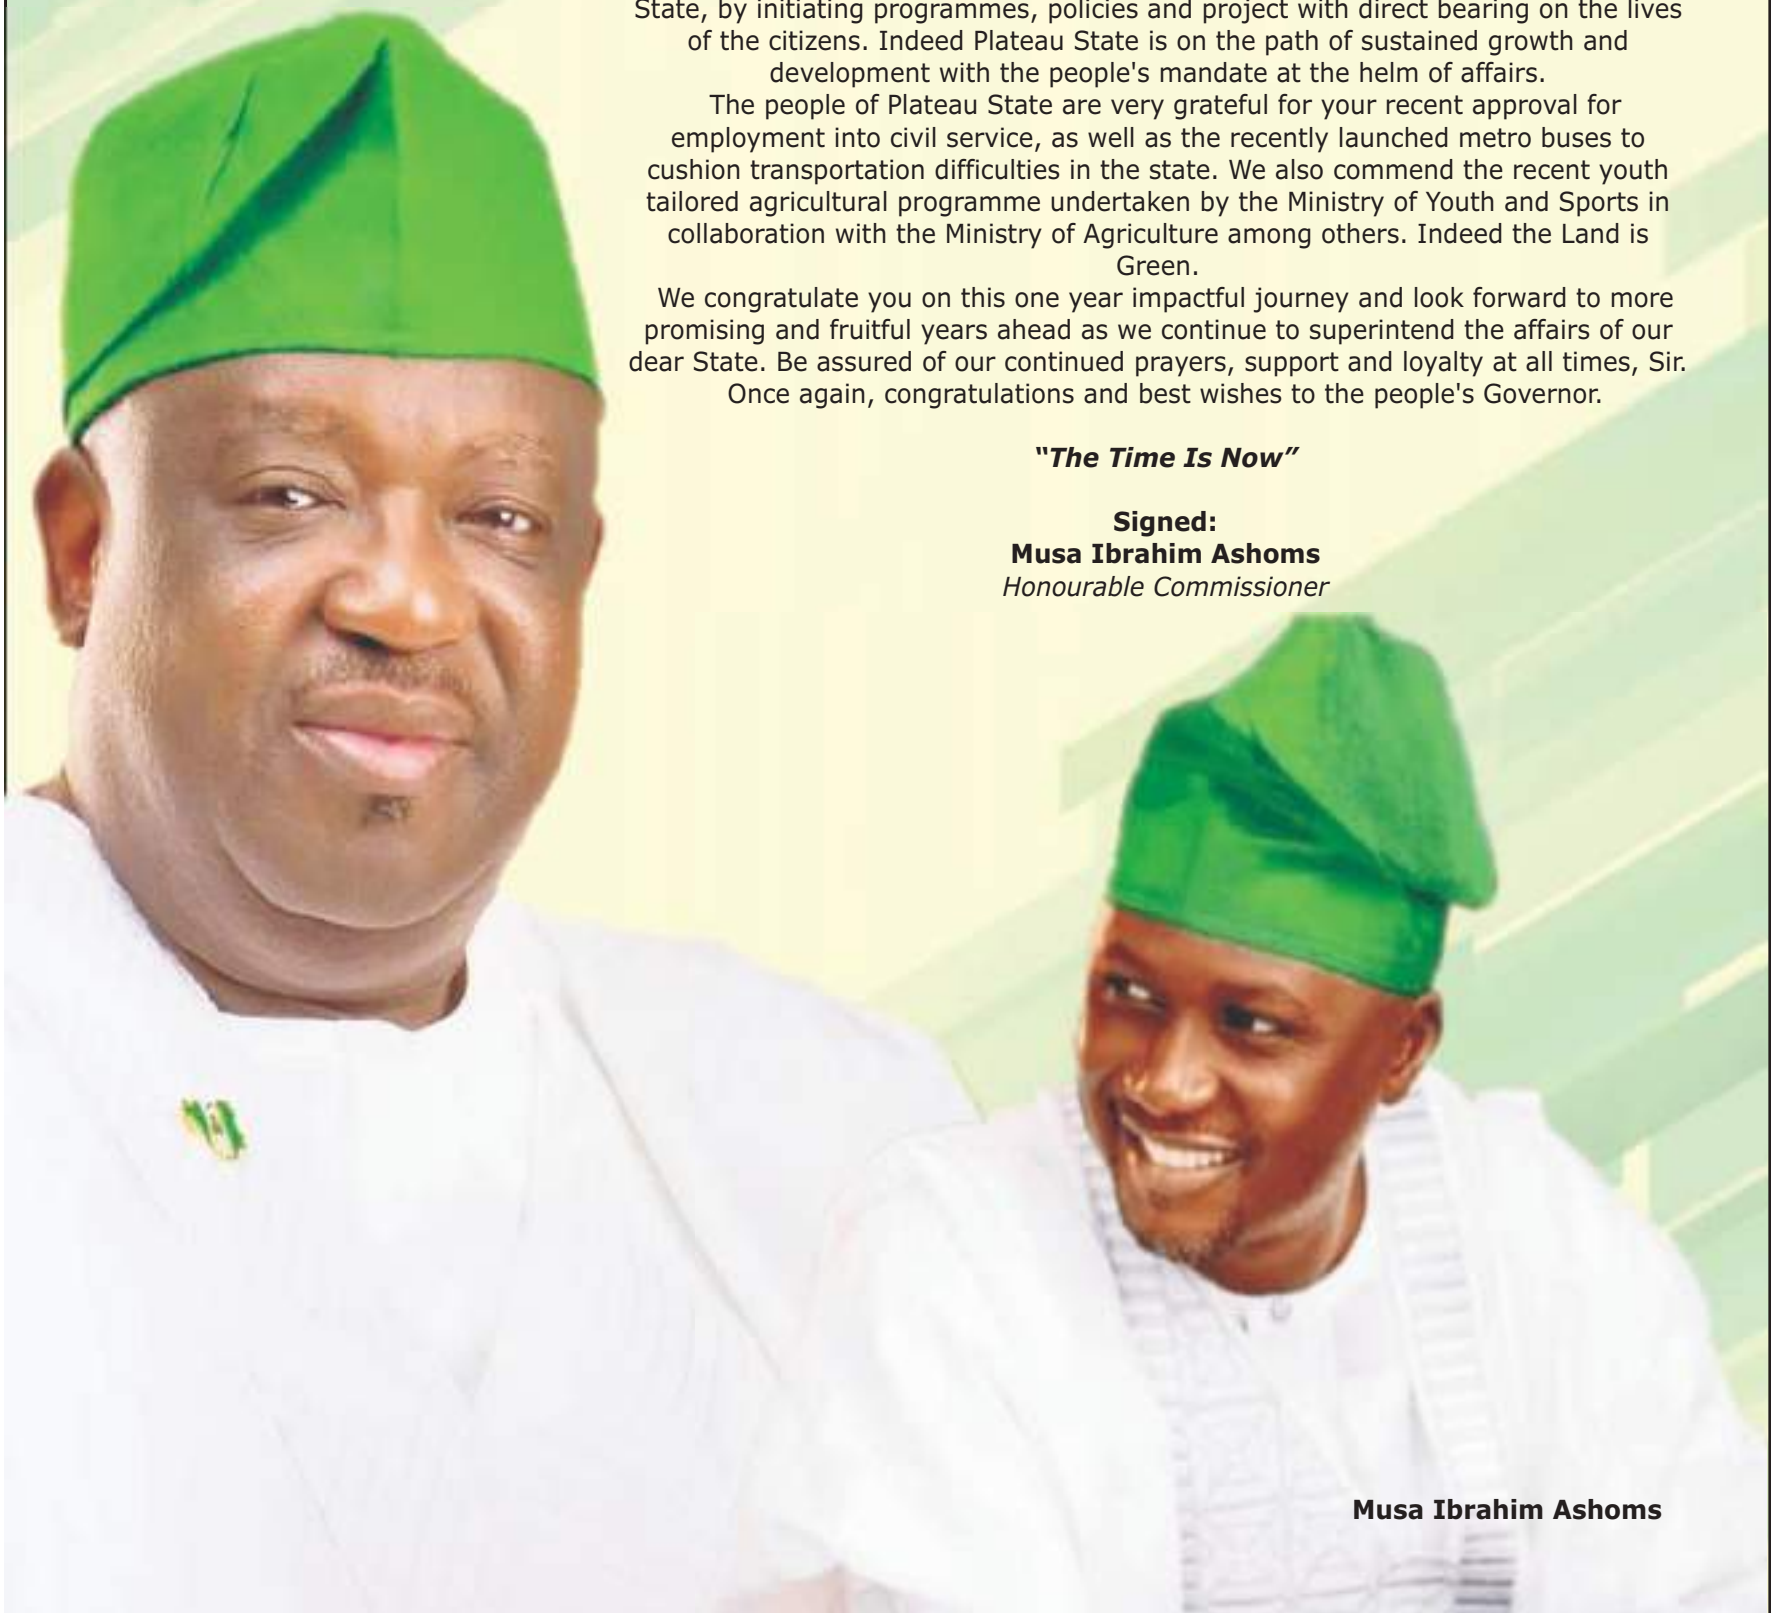 State, by initiating programmes, policies and project with direct bearing on the lives
of the citizens. Indeed Plateau State is on the path of sustained growth and
development with the people's mandate at the helm of affairs.
The people of Plateau State are very grateful for your recent approval for
employment into civil service, as well as the recently launched metro buses to
cushion transportation difficulties in the state. We also commend the recent youth
tailored agricultural programme undertaken by the Ministry of Youth and Sports in
collaboration with the Ministry of Agriculture among others. Indeed the Land is
Green.
We congratulate you on this one year impactful journey and look forward to more
promising and fruitful years ahead as we continue to superintend the affairs of our
dear State. Be assured of our continued prayers, support and loyalty at all times, Sir.
Once again, congratulations and best wishes to the people's Governor.
“The Time Is Now”
Signed:
Musa Ibrahim Ashoms
Honourable Commissioner
Musa Ibrahim Ashoms